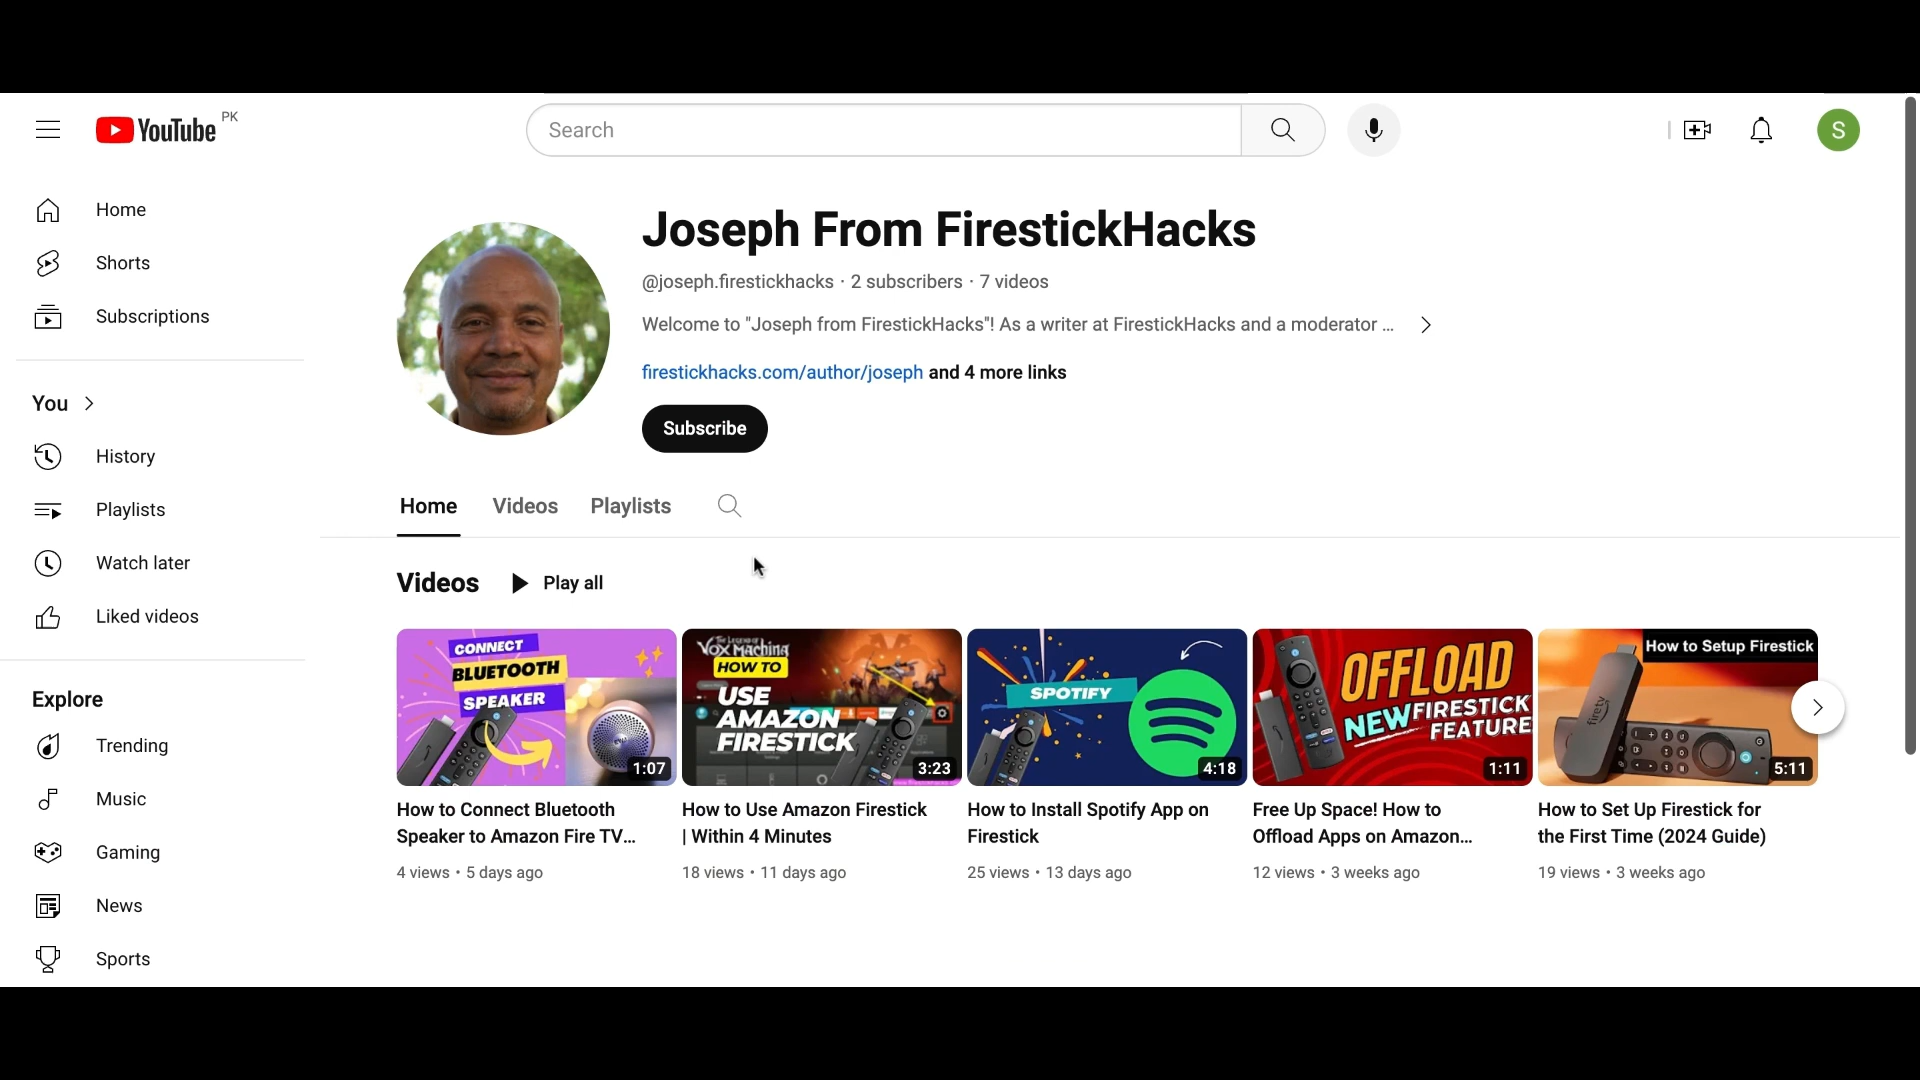 YouTube PK
Search
S
Home
Shorts
Subscriptions
You
History
Playlists
Watch later
Liked videos
Explore
Trending
Music
Gaming
News
Sports
Joseph From FirestickHacks
@joseph.firestickhacks · 2 subscribers · 7 videos
Welcome to "Joseph from FirestickHacks"! As a writer at FirestickHacks and a moderator ...
firestickhacks.com/author/joseph and 4 more links
Subscribe
Home Videos Playlists
Videos Play all
CONNECT
BLUETOOTH
SPEAKER
1:07
How to Connect Bluetooth
Speaker to Amazon Fire TV...
4 views • 5 days ago
The Legend of
VOX MACHINA
HOW TO
USE
AMAZON
FIRESTICK
3:23
How to Use Amazon Firestick
| Within 4 Minutes
18 views • 11 days ago
SPOTIFY
4:18
How to Install Spotify App on
Firestick
25 views • 13 days ago
OFFLOAD
NEW FIRESTICK
FEATURE
1:11
Free Up Space! How to
Offload Apps on Amazon...
12 views • 3 weeks ago
How to Setup Firestick
firetv
5:11
How to Set Up Firestick for
the First Time (2024 Guide)
19 views • 3 weeks ago